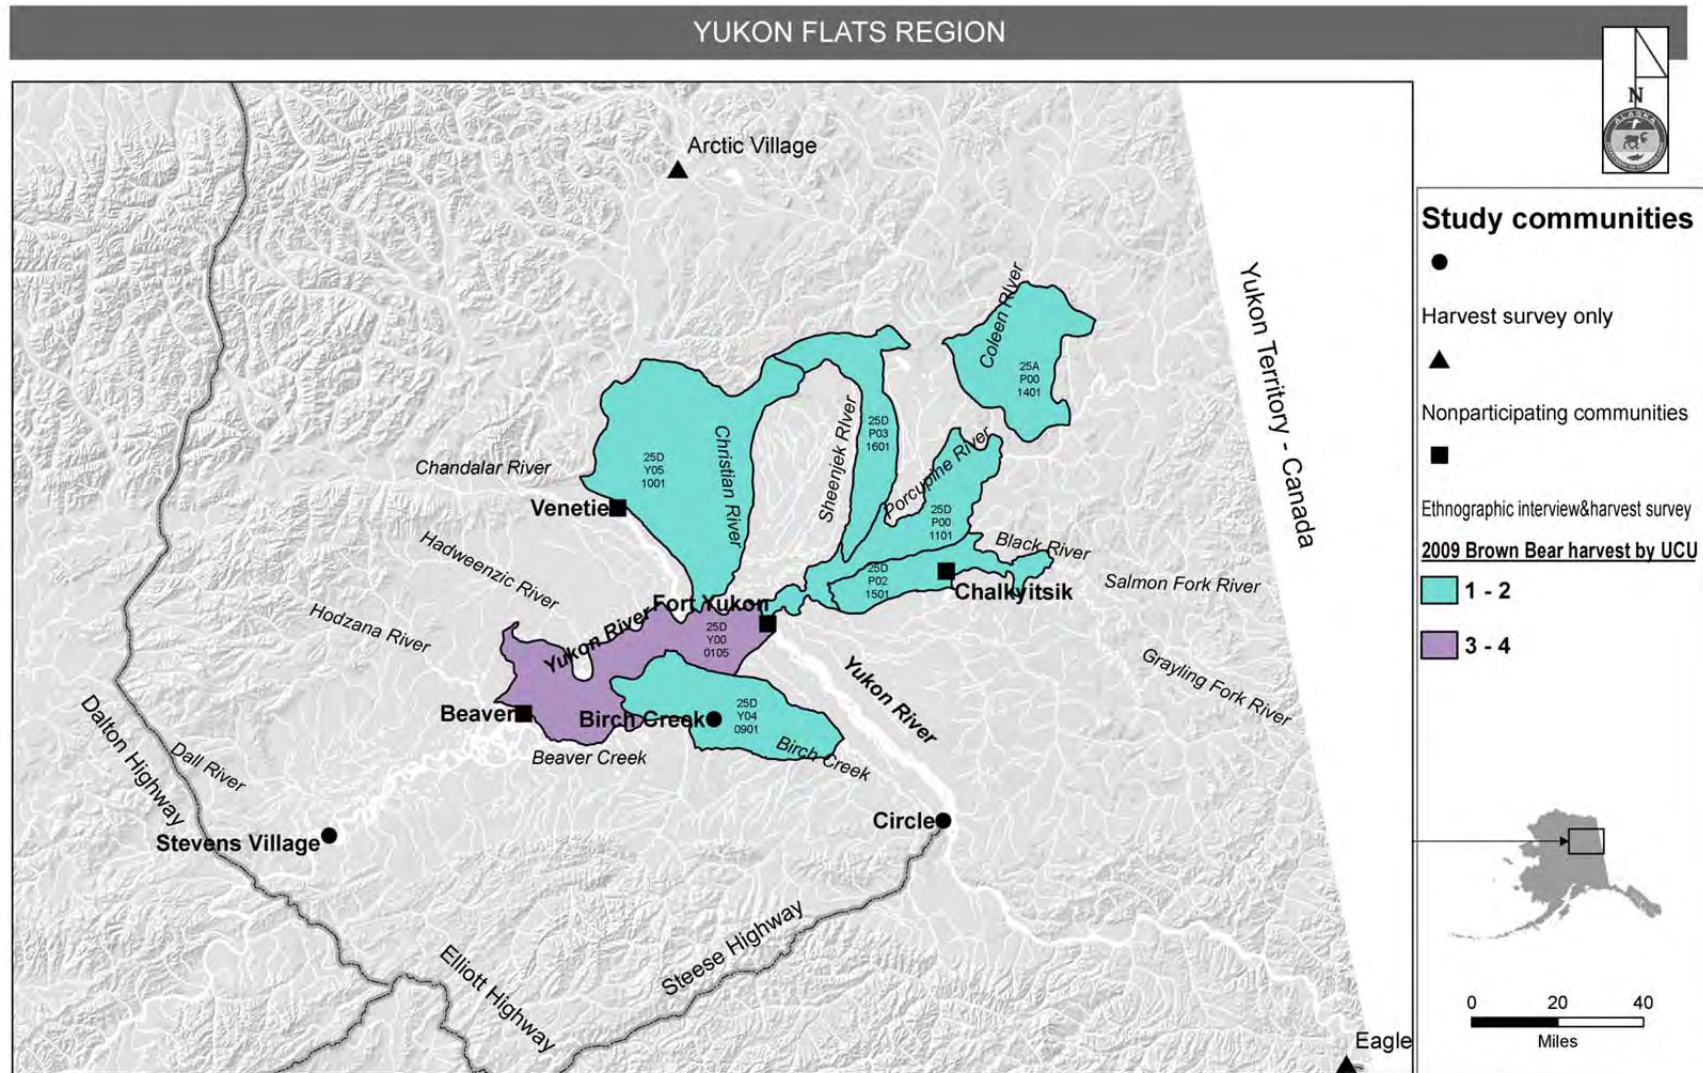 YUKON FLATS REGION
N
ALASKA
Arctic Village
Yukon Territory - Canada
Coleen River
25A
P00
1401
Chandalar River
25D
Y05
1001
Christian River
Sheenjek River
25D
P03
1601
Porcupine River
25D
P00
1101
Venetie
Black River
Hadweenzic River
25D
P02
1501
Chalkyitsik
Salmon Fork River
Hodzana River
Fort Yukon
Yukon River
25D
Y00
0105
Yukon River
Grayling Fork River
Beaver
Birch Creek
25D
Y04
0901
Beaver Creek
Birch Creek
Dalton Highway
Dall River
Stevens Village
Circle
Steese Highway
Elliott Highway
Eagle
Study communities
Harvest survey only
Nonparticipating communities
Ethnographic interview&harvest survey
2009 Brown Bear harvest by UCU
1 - 2
3 - 4
0 20 40
Miles